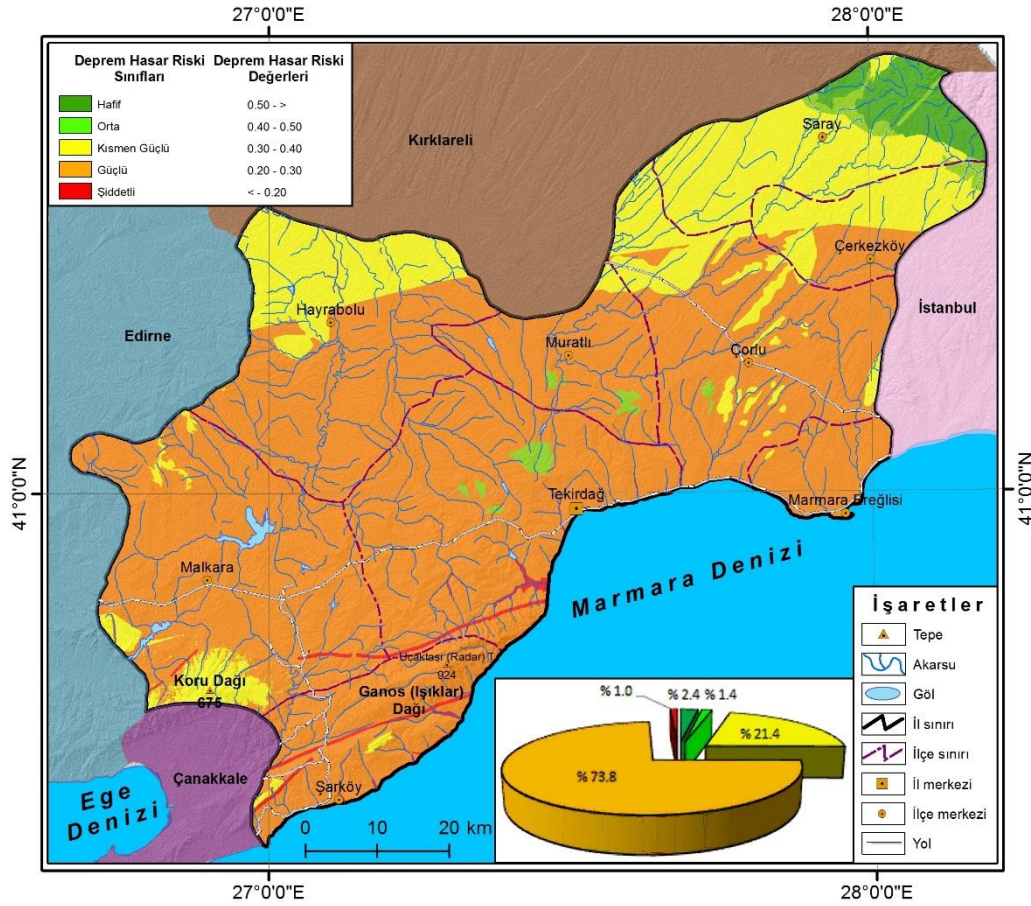 27°0'0"E
28°0'0"E
Deprem Hasar Riski Sınıfları
Deprem Hasar Riski Değerleri
Hafif 0.50 - >
Orta 0.40 - 0.50
Kısmen Güçlü 0.30 - 0.40
Güçlü 0.20 - 0.30
Şiddetli < - 0.20
Kırklareli
Saray
Çerkezköy
İstanbul
Edirne
Hayrabolu
Muratlı
Çorlu
41°0'0"N
41°0'0"N
Tekirdağ
Marmara Ereğlisi
Malkara
Marmara Denizi
Uçaktaşı (Radar) T.
924
Koru Dağı
675
Ganos (Işıklar)
Dağı
Çanakkale
Ege
Denizi
Şarköy
0 10 20 km
% 1.0
% 2.4
% 1.4
% 21.4
% 73.8
İşaretler
Tepe
Akarsu
Göl
İl sınırı
İlçe sınırı
İl merkezi
İlçe merkezi
Yol
27°0'0"E
28°0'0"E